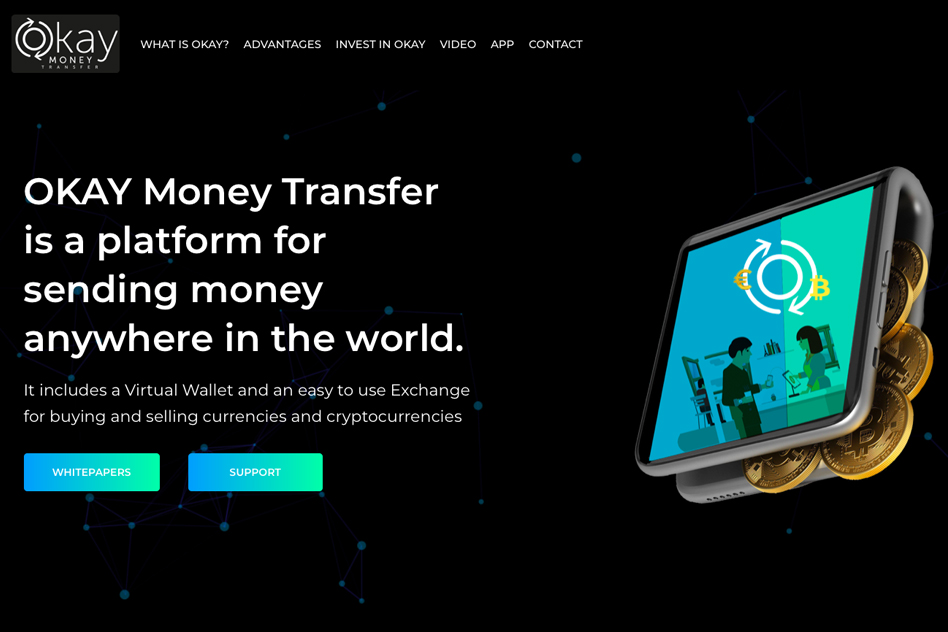 Okay
MONEY
TRANSFER
WHAT IS OKAY? ADVANTAGES INVEST IN OKAY VIDEO APP CONTACT
OKAY Money Transfer
is a platform for
sending money
anywhere in the world.
It includes a Virtual Wallet and an easy to use Exchange
for buying and selling currencies and cryptocurrencies
WHITEPAPERS SUPPORT